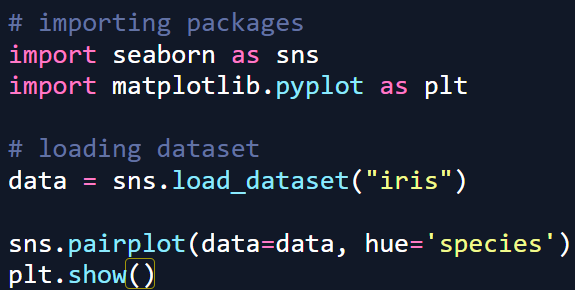 # importing packages
import seaborn as sns
import matplotlib.pyplot as plt
# loading dataset
data = sns.load_dataset("iris")
sns.pairplot(data=data, hue='species')
plt.show()